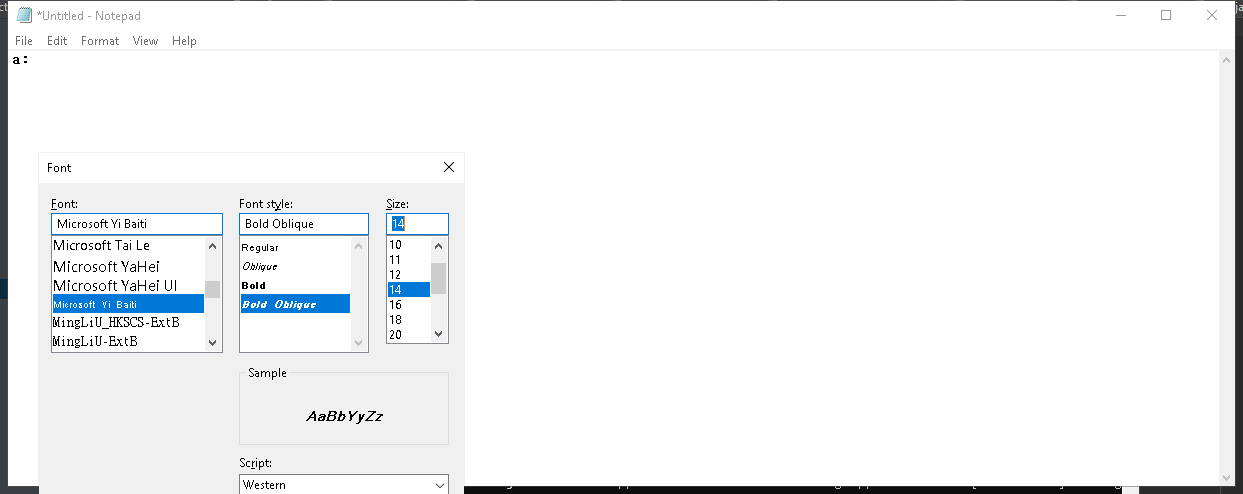 *Untitled - Notepad
File Edit Format View Help
a:
Font
Font: Font style: Size:
Microsoft Yi Baiti Bold Oblique 14
Microsoft Tai Le Regular 10
Microsoft YaHei Oblique 11
Microsoft YaHei UI Bold 12
Microsoft Yi Baiti Bold Oblique 14
MingLiU_HKSCS-ExtB 16
MingLiU-ExtB 18
20
Sample
AaBbYyZz
Script:
Western